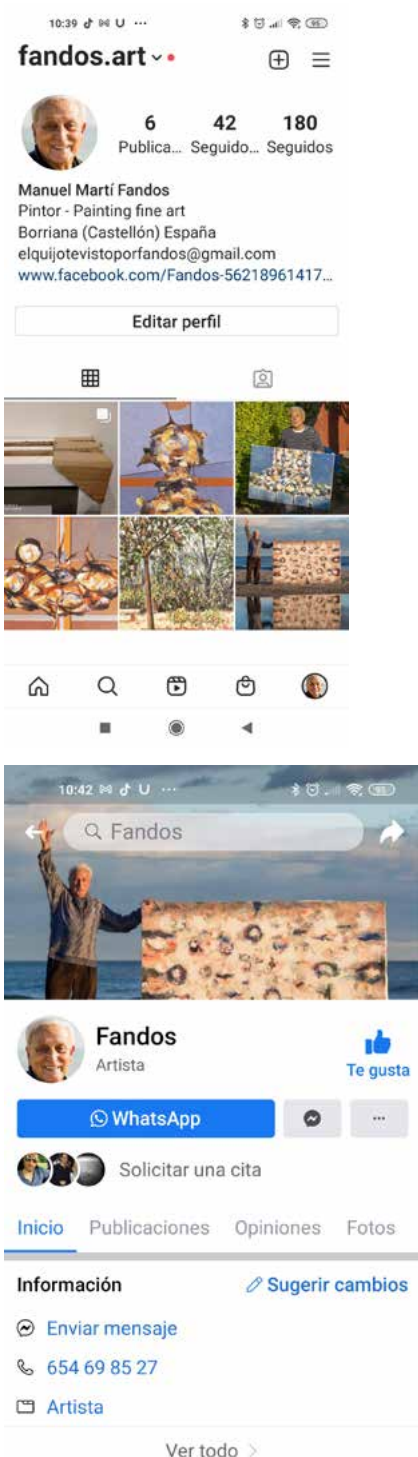 10:39 U ...
95
fandos.art
6 42 180
Publica... Seguido... Seguidos
Manuel Martí Fandos
Pintor - Painting fine art
Borriana (Castellón) España
elquijotevistoporfandos@gmail.com
www.facebook.com/Fandos-56218961417...
Editar perfil
10:42 U ...
95
Fandos
Fandos
Artista
Te gusta
WhatsApp
...
Solicitar una cita
Inicio Publicaciones Opiniones Fotos
Información Sugerir cambios
Enviar mensaje
654 69 85 27
Artista
Ver todo >